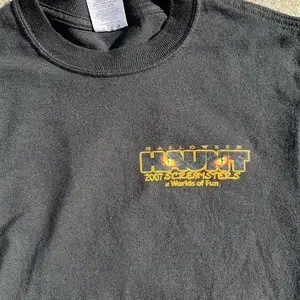 HALLOWEEN
HAUNT
2007 SCREAMSTERS
at Worlds of Fun